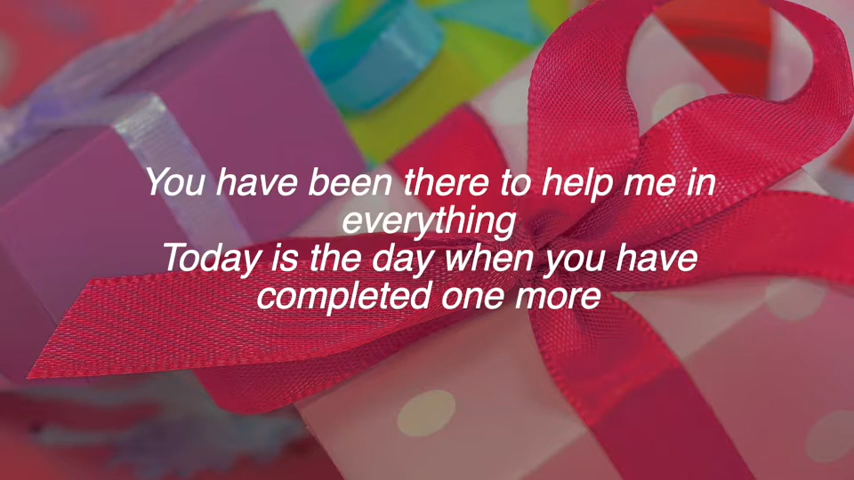 You have been there to help me in
everything
Today is the day when you have
completed one more